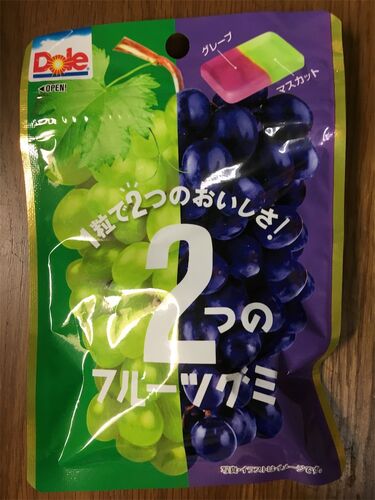 Dole
◀OPEN!
グレープ
マスカット
1粒で2つのおいしさ!
2つの
フルーツグミ
写真・イラストはイメージです。